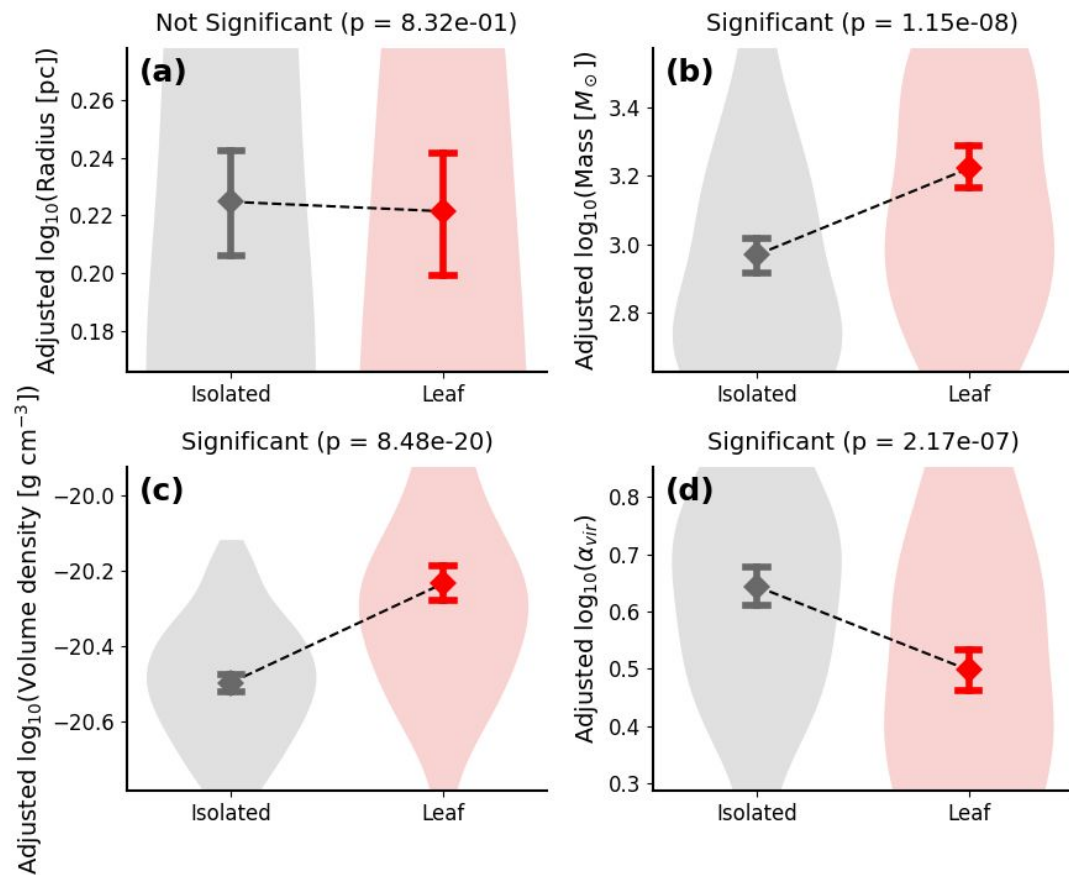 Not Significant (p = 8.32e-01)
(a)
Adjusted log₁₀(Radius [pc])
0.26
0.24
0.22
0.20
0.18
Isolated Leaf
Significant (p = 1.15e-08)
(b)
Adjusted log₁₀(Mass [M⊙])
3.4
3.2
3.0
2.8
Isolated Leaf
Significant (p = 8.48e-20)
(c)
Adjusted log₁₀(Volume density [g cm⁻³])
−20.0
−20.2
−20.4
−20.6
Isolated Leaf
Significant (p = 2.17e-07)
(d)
Adjusted log₁₀(αvir)
0.8
0.7
0.6
0.5
0.4
0.3
Isolated Leaf